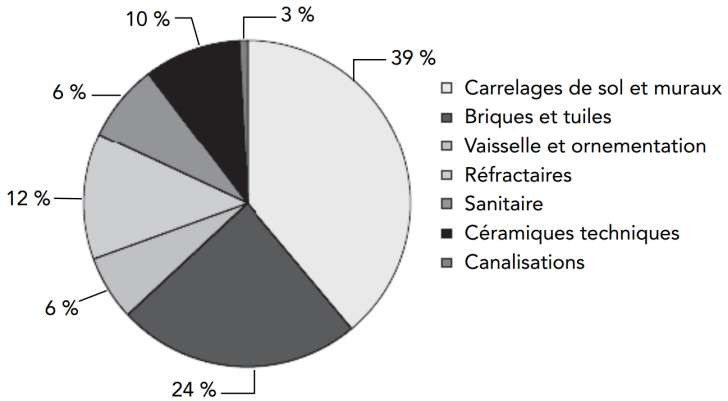 10 %
3 %
39 %
6 %
12 %
6 %
24 %
Carrelages de sol et muraux
Briques et tuiles
Vaisselle et ornementation
Réfractaires
Sanitaire
Céramiques techniques
Canalisations